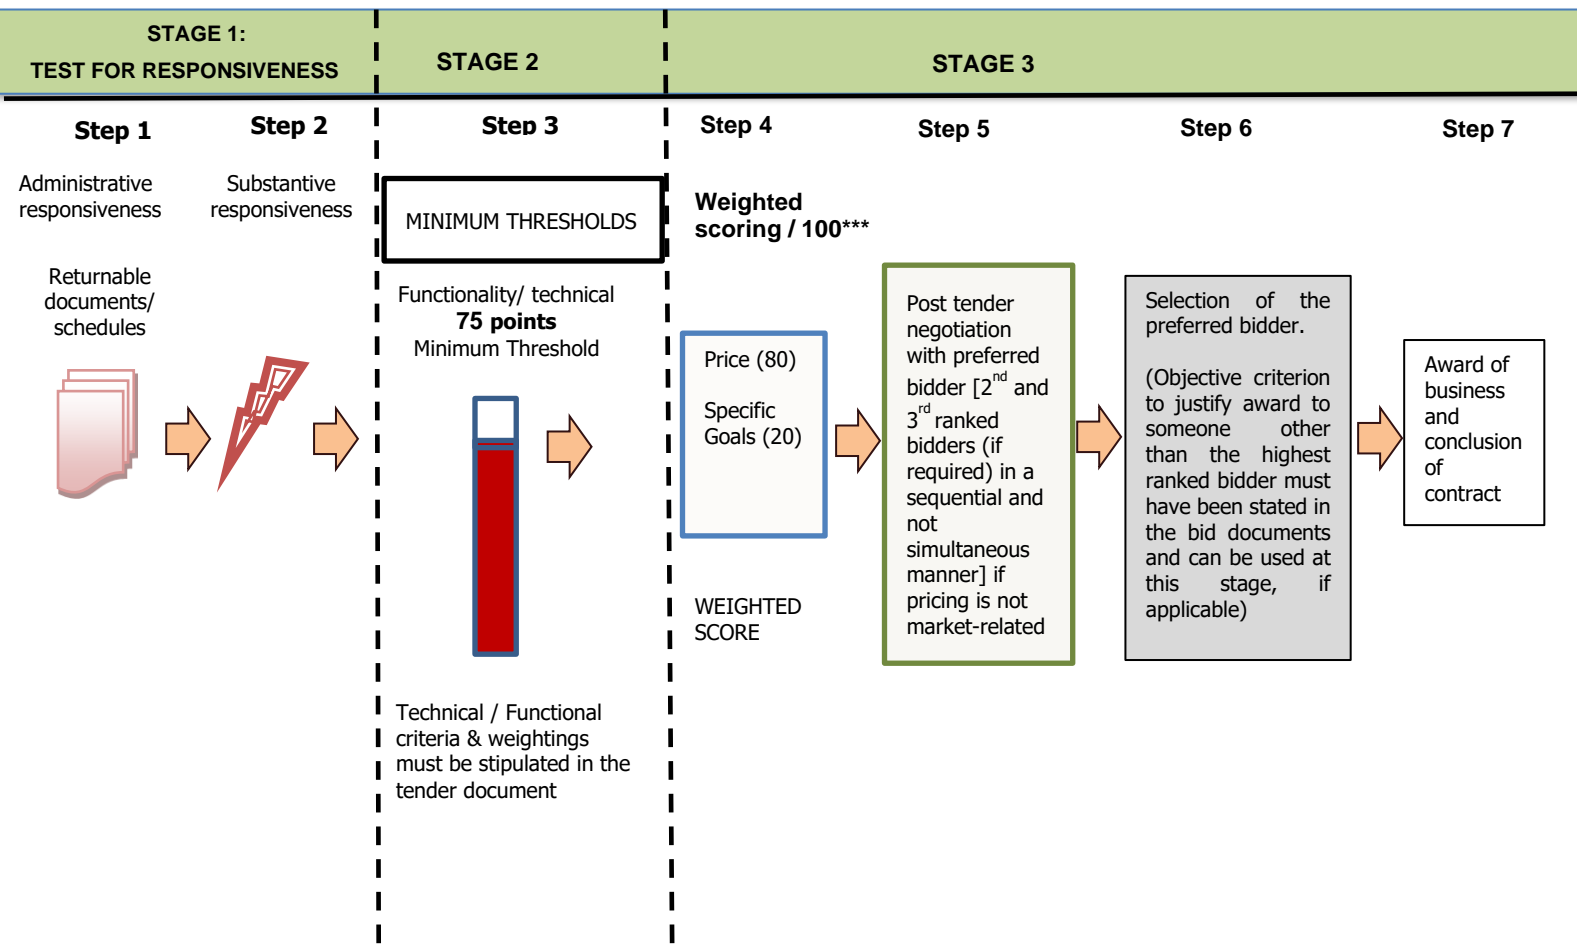 STAGE 1:
TEST FOR RESPONSIVENESS
STAGE 2
STAGE 3
Step 1
Step 2
Step 3
Step 4
Step 5
Step 6
Step 7
Administrative
responsiveness
Substantive
responsiveness
Returnable
documents/
schedules
MINIMUM THRESHOLDS
Functionality/ technical
75 points
Minimum Threshold
Technical / Functional
criteria & weightings
must be stipulated in the
tender document
Weighted
scoring / 100***
Price (80)
Specific
Goals (20)
WEIGHTED
SCORE
Post tender
negotiation
with preferred
bidder [2nd and
3rd ranked
bidders (if
required) in a
sequential and
not
simultaneous
manner] if
pricing is not
market-related
Selection of the
preferred bidder.
(Objective criterion
to justify award to
someone other
than the highest
ranked bidder must
have been stated in
the bid documents
and can be used at
this stage, if
applicable)
Award of
business
and
conclusion
of
contract